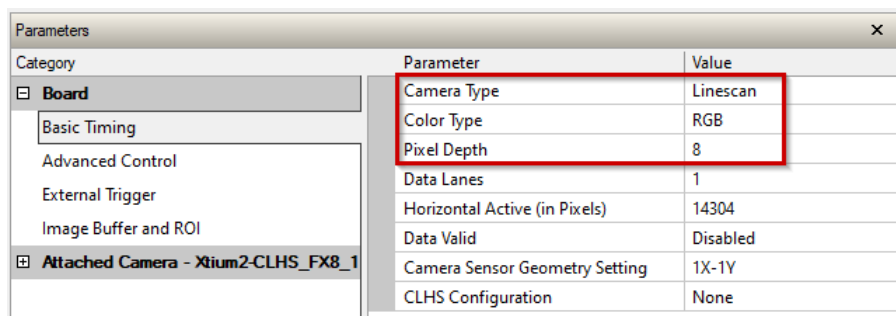 Parameters
Category
Board
Basic Timing
Advanced Control
External Trigger
Image Buffer and ROI
Attached Camera - Xtium2-CLHS_FX8_1
Parameter Value
Camera Type Linescan
Color Type RGB
Pixel Depth 8
Data Lanes 1
Horizontal Active (in Pixels) 14304
Data Valid Disabled
Camera Sensor Geometry Setting 1X-1Y
CLHS Configuration None